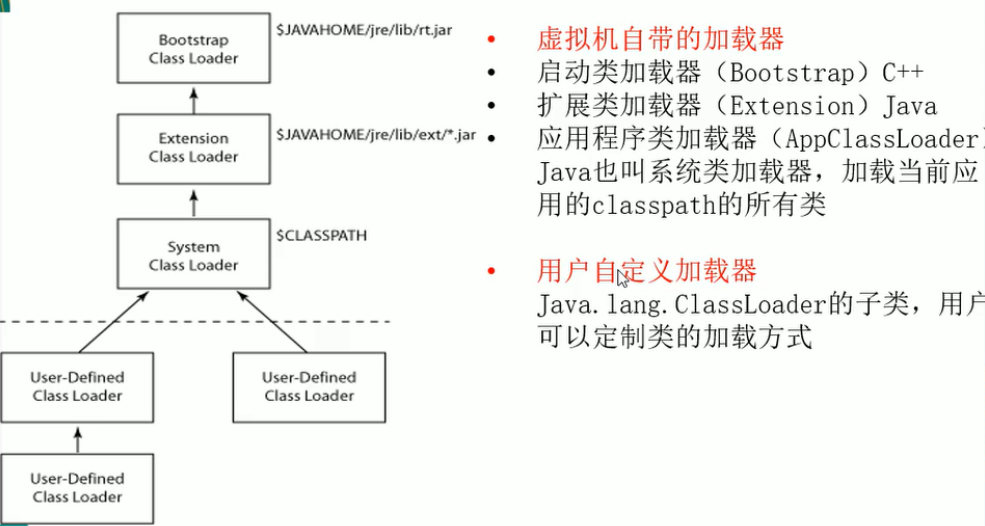 Bootstrap
Class Loader
$JAVAHOME/jre/lib/rt.jar
Extension
Class Loader
$JAVAHOME/jre/lib/ext/*.jar
System
Class Loader
$CLASSPATH
User-Defined
Class Loader
User-Defined
Class Loader
User-Defined
Class Loader
• 虚拟机自带的加载器
• 启动类加载器（Bootstrap）C++
• 扩展类加载器（Extension）Java
• 应用程序类加载器（AppClassLoader）
Java也叫系统类加载器，加载当前应
用的classpath的所有类
• 用户自定义加载器
Java.lang.ClassLoader的子类，用户
可以定制类的加载方式